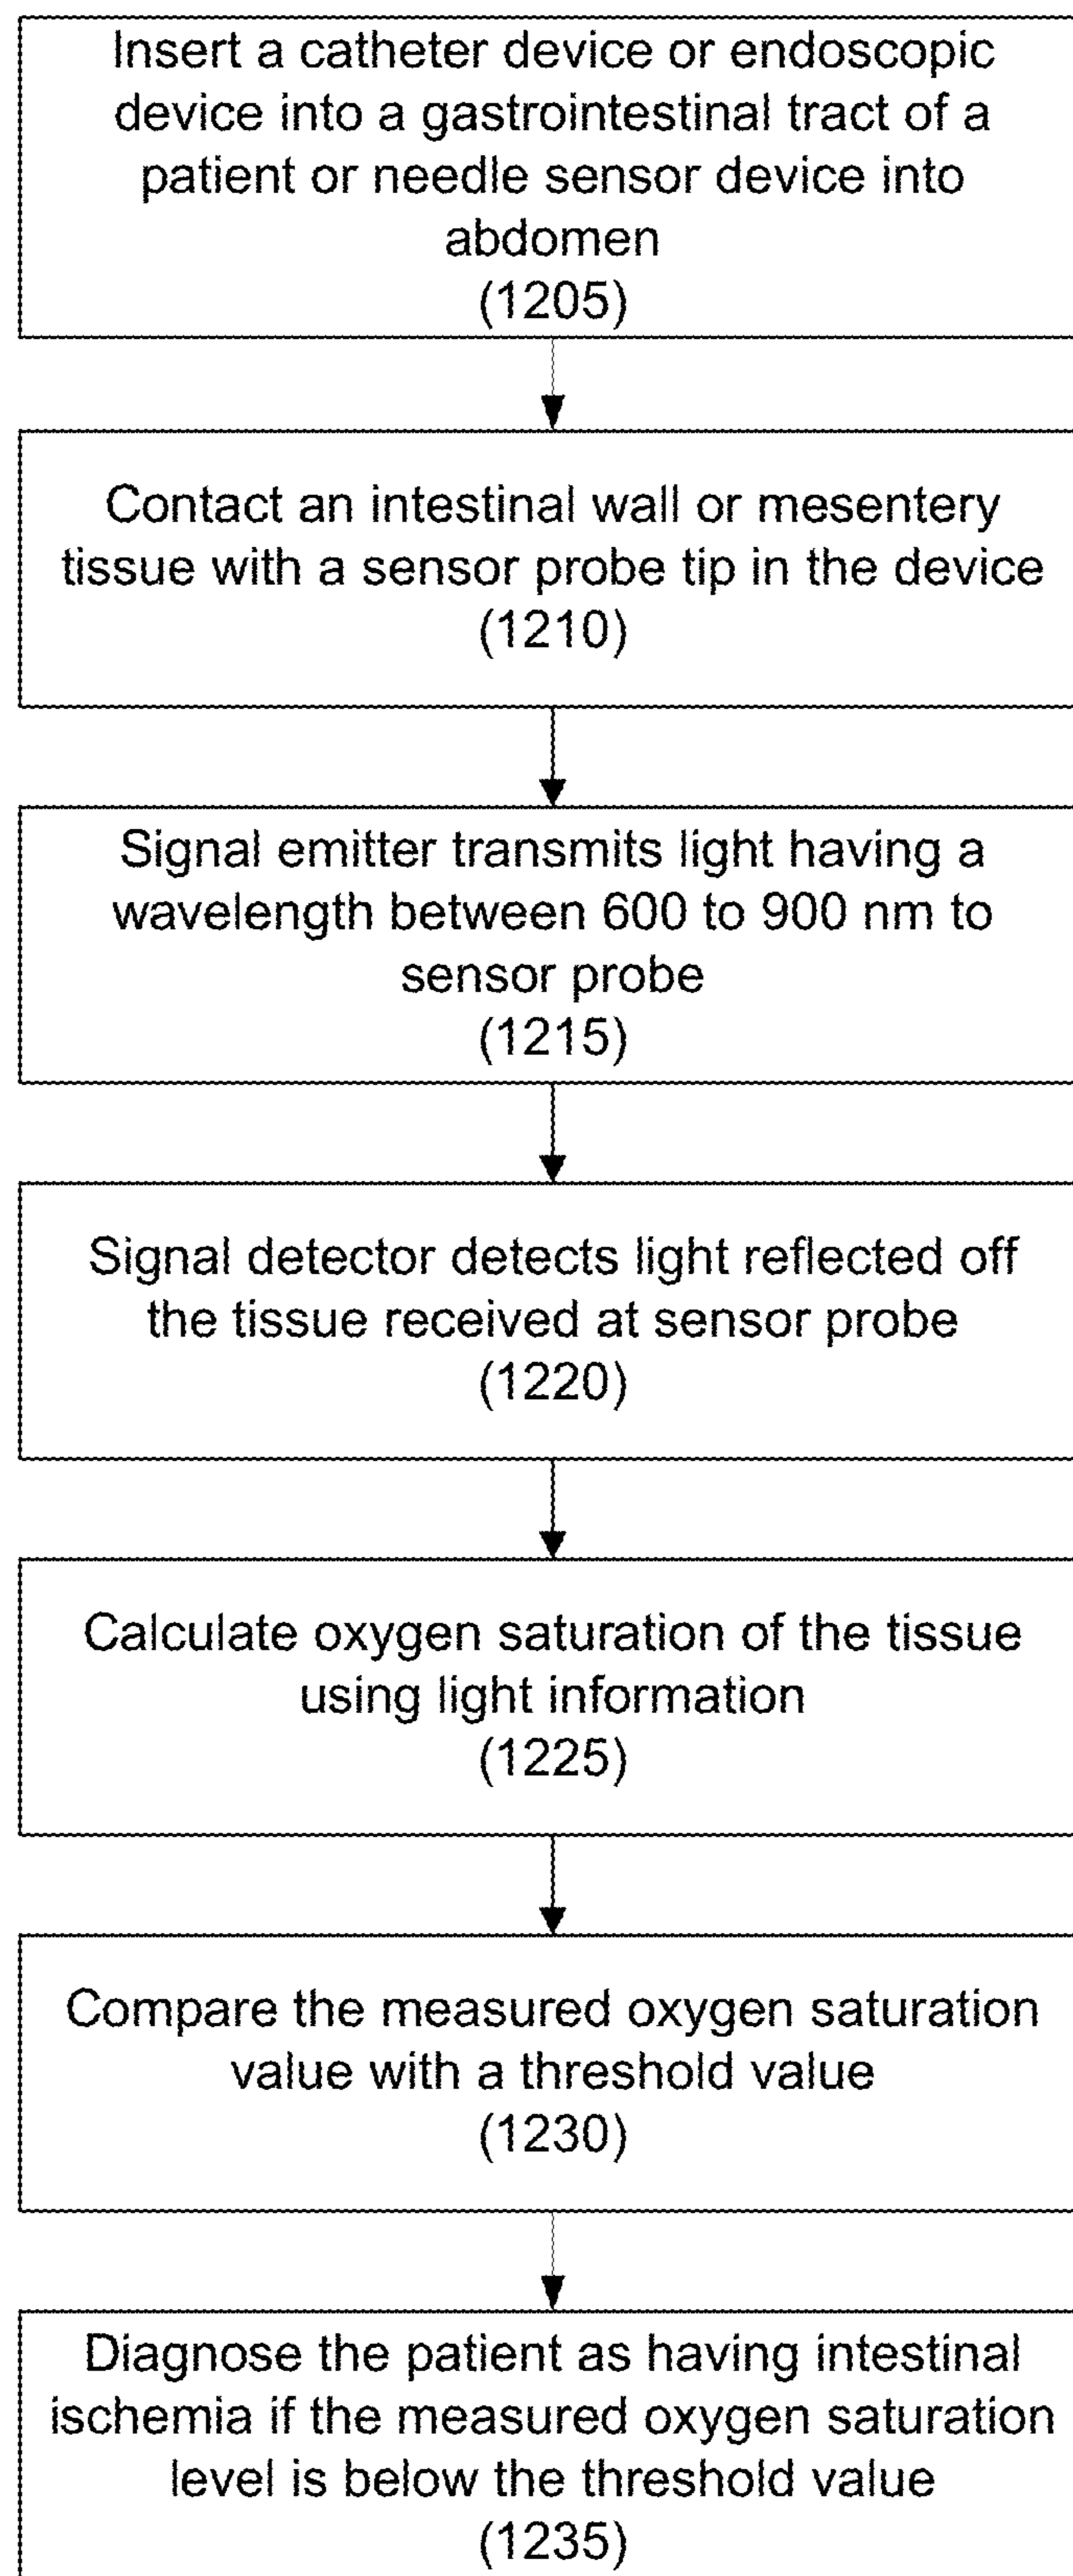 Insert a catheter device or endoscopic
device into a gastrointestinal tract of a
patient or needle sensor device into
abdomen
(1205)
Contact an intestinal wall or mesentery
tissue with a sensor probe tip in the device
(1210)
Signal emitter transmits light having a
wavelength between 600 to 900 nm to
sensor probe
(1215)
Signal detector detects light reflected off
the tissue received at sensor probe
(1220)
Calculate oxygen saturation of the tissue
using light information
(1225)
Compare the measured oxygen saturation
value with a threshold value
(1230)
Diagnose the patient as having intestinal
ischemia if the measured oxygen saturation
level is below the threshold value
(1235)